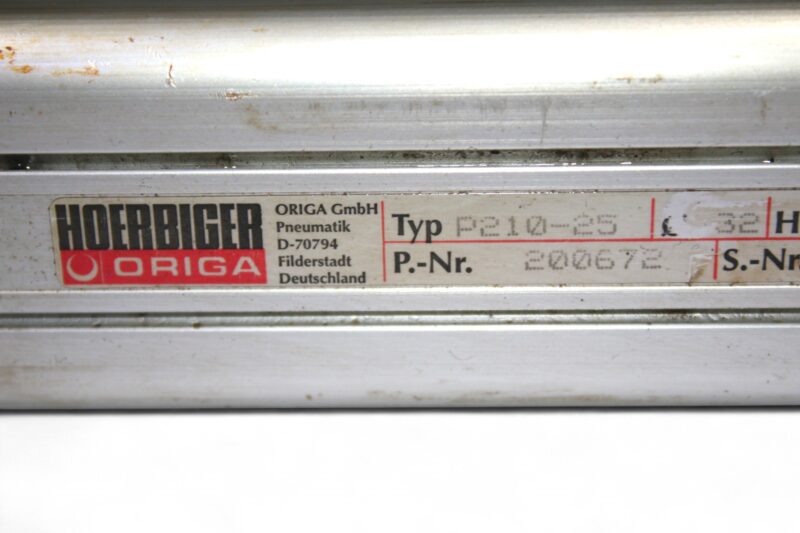 HOERBIGER
ORIGA
ORIGA GmbH
Pneumatik
D-70794
Filderstadt
Deutschland
Typ P210-25 32 H
P.-Nr. 200672 S.-Nr